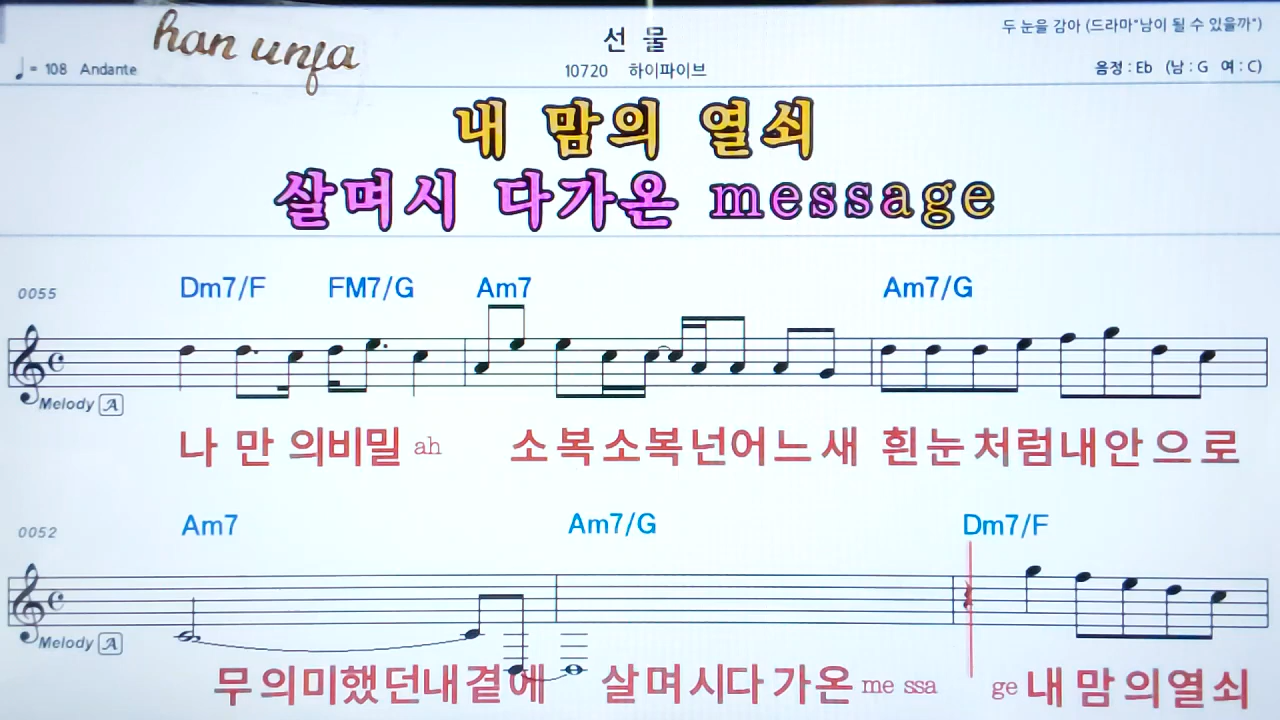 han unja
선 물
두 눈을 감아 (드라마"남이 될 수 있을까")
♩= 108 Andante
10720 하이파이브
음정 : Eb (남 : G 여 : C)
내 맘의 열쇠
살며시 다가온 message
0055 Dm7/F FM7/G Am7 Am7/G
Melody A
나 만 의비밀 ah 소복소복넌어느새 흰눈처럼내안으로
0052 Am7 Am7/G Dm7/F
Melody A
무의미했던내곁에 살며시다가온 me ssa ge 내맘의열쇠